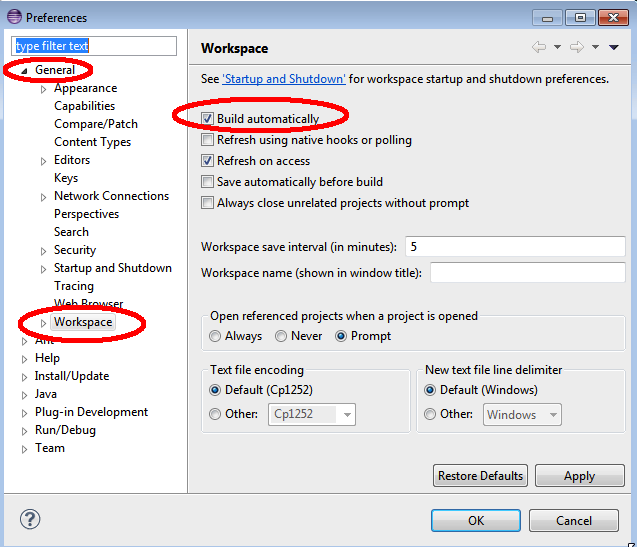 Preferences
type filter text
General
Appearance
Capabilities
Compare/Patch
Content Types
Editors
Keys
Network Connections
Perspectives
Search
Security
Startup and Shutdown
Tracing
Web Browser
Workspace
Ant
Help
Install/Update
Java
Plug-in Development
Run/Debug
Team
Workspace
See 'Startup and Shutdown' for workspace startup and shutdown preferences.
Build automatically
Refresh using native hooks or polling
Refresh on access
Save automatically before build
Always close unrelated projects without prompt
Workspace save interval (in minutes): 5
Workspace name (shown in window title):
Open referenced projects when a project is opened
Always Never Prompt
Text file encoding
Default (Cp1252)
Other: Cp1252
New text file line delimiter
Default (Windows)
Other: Windows
Restore Defaults Apply
? OK Cancel